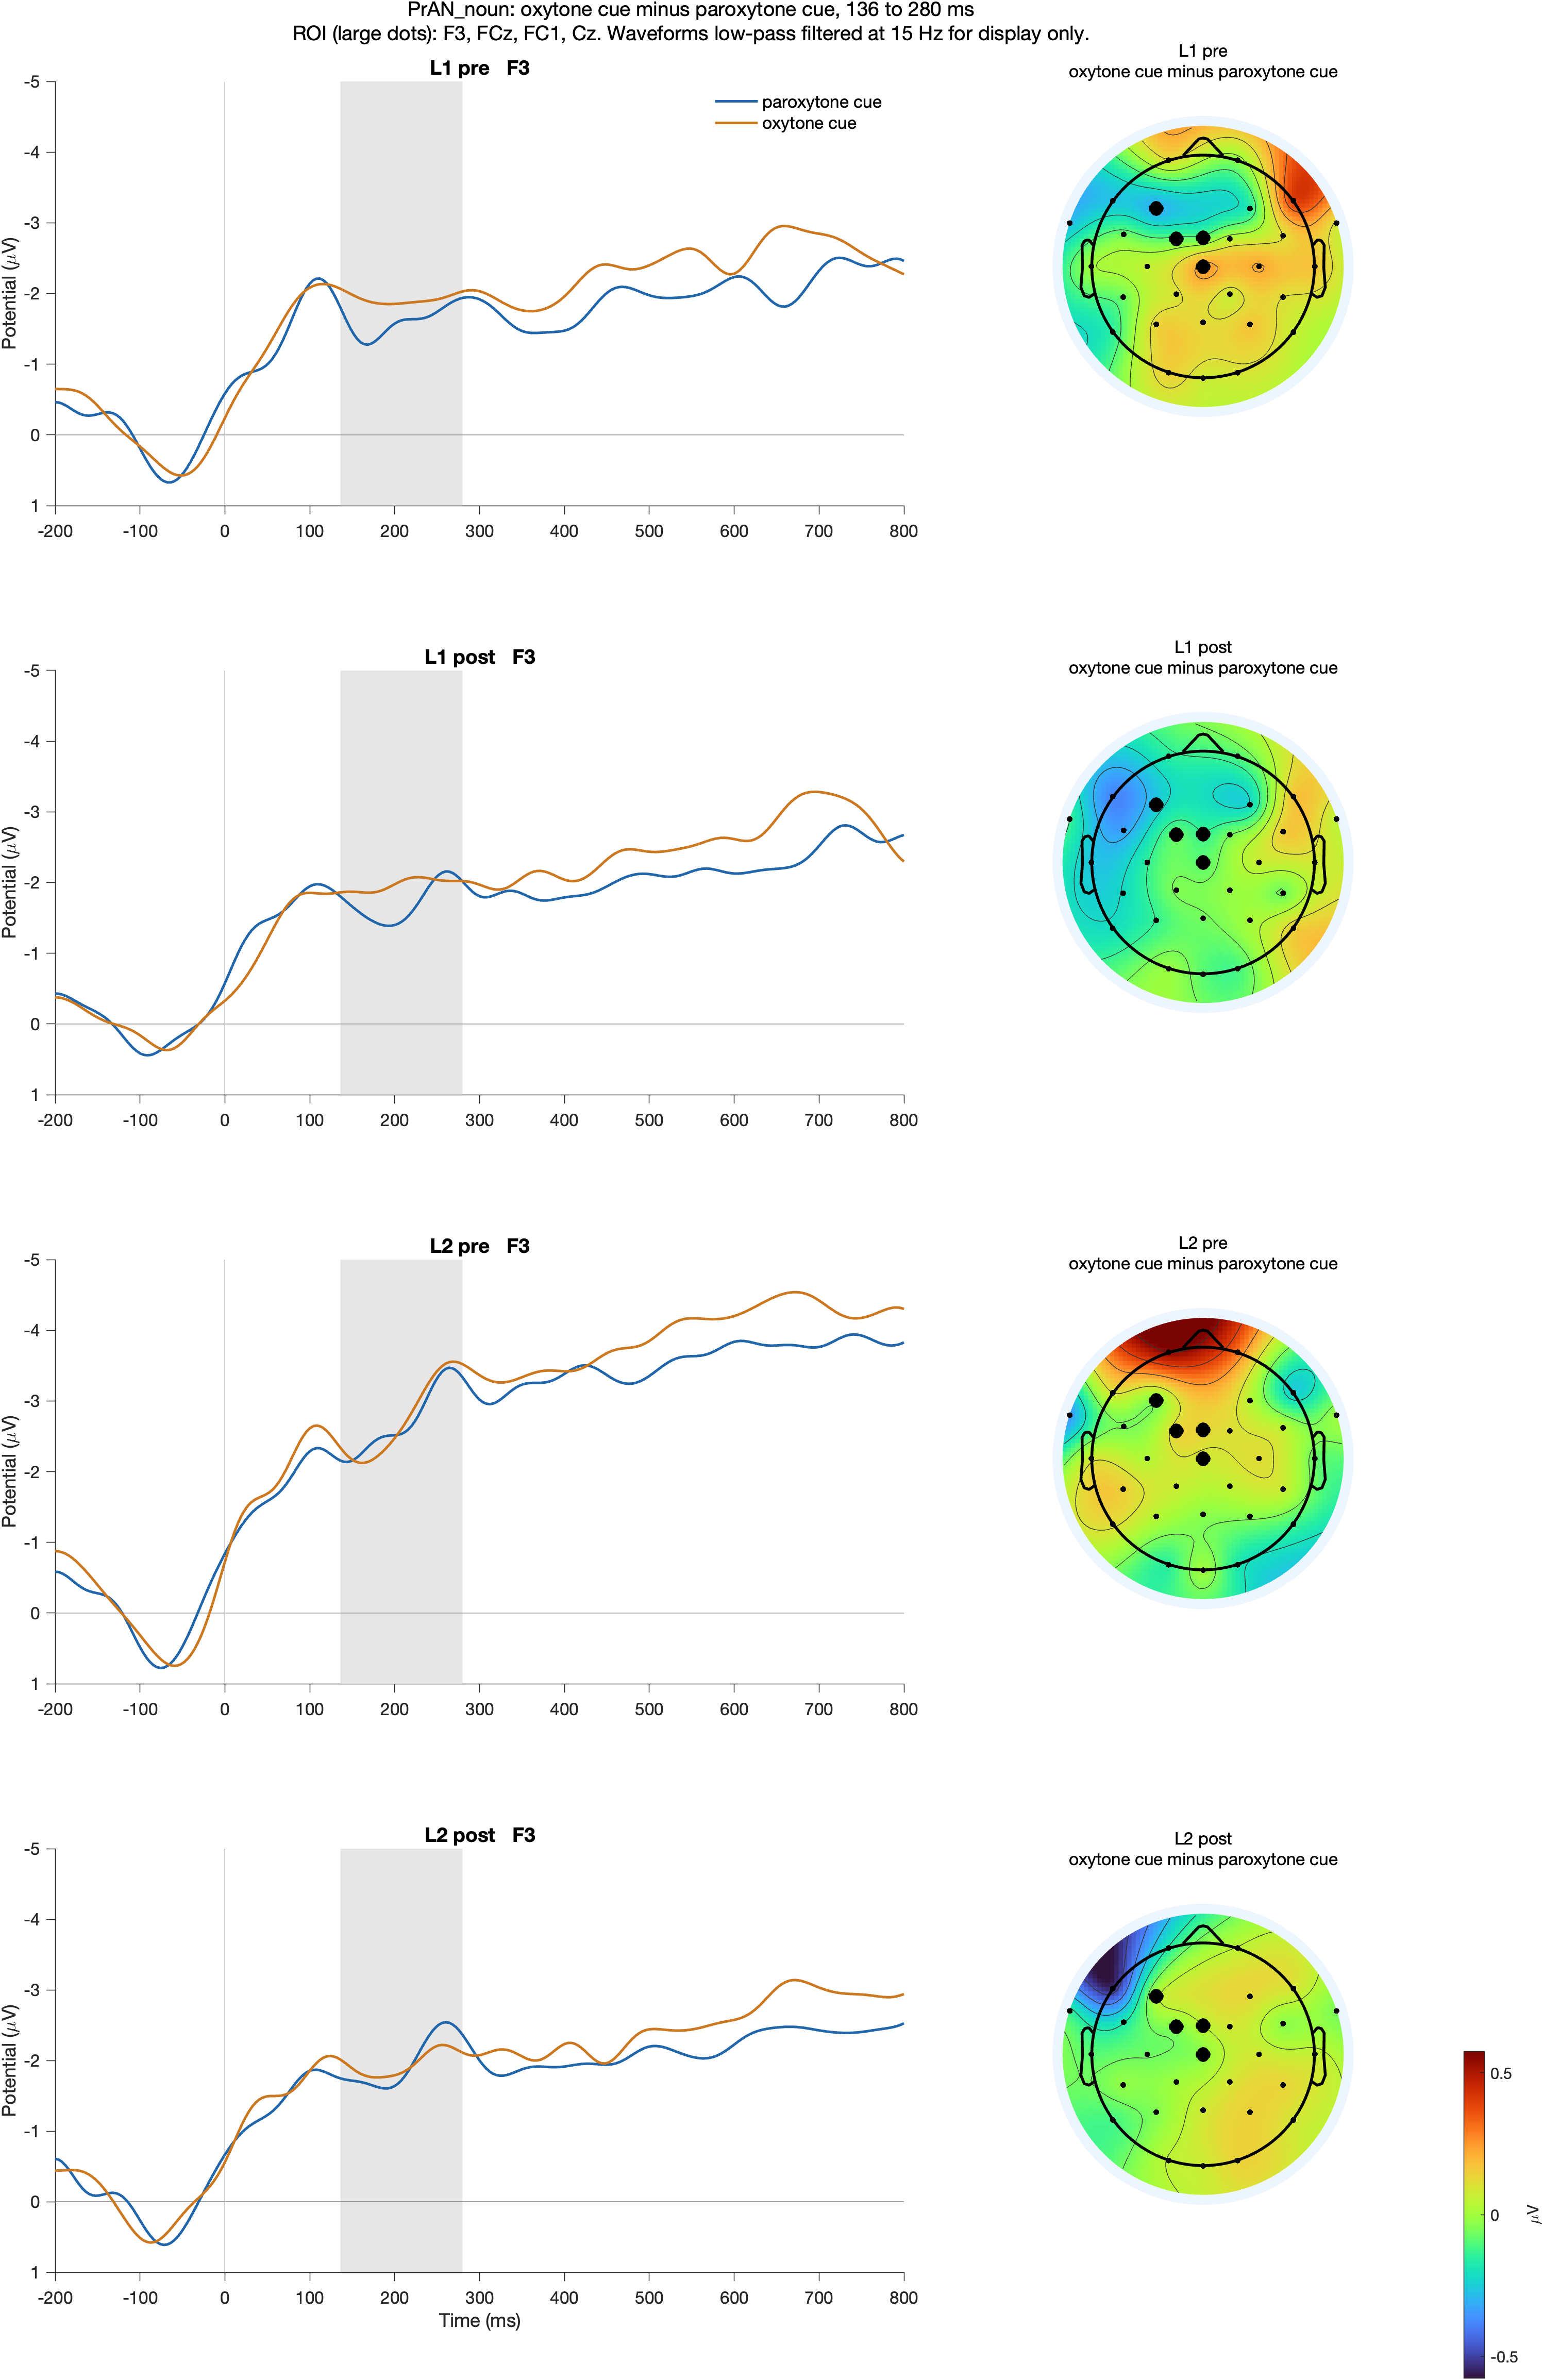 PrAN_noun: oxytone cue minus paroxytone cue, 136 to 280 ms
ROI (large dots): F3, FCz, FC1, Cz. Waveforms low-pass filtered at 15 Hz for display only.
L1 pre F3
-5
-4
-3
-2
-1
0
1
Potential (μV)
-200 -100 0 100 200 300 400 500 600 700 800
paroxytone cue
oxytone cue
L1 pre
oxytone cue minus paroxytone cue
L1 post F3
-5
-4
-3
-2
-1
0
1
Potential (μV)
-200 -100 0 100 200 300 400 500 600 700 800
L1 post
oxytone cue minus paroxytone cue
L2 pre F3
-5
-4
-3
-2
-1
0
1
Potential (μV)
-200 -100 0 100 200 300 400 500 600 700 800
L2 pre
oxytone cue minus paroxytone cue
L2 post F3
-5
-4
-3
-2
-1
0
1
Potential (μV)
-200 -100 0 100 200 300 400 500 600 700 800
Time (ms)
L2 post
oxytone cue minus paroxytone cue
0.5
0
-0.5
μV